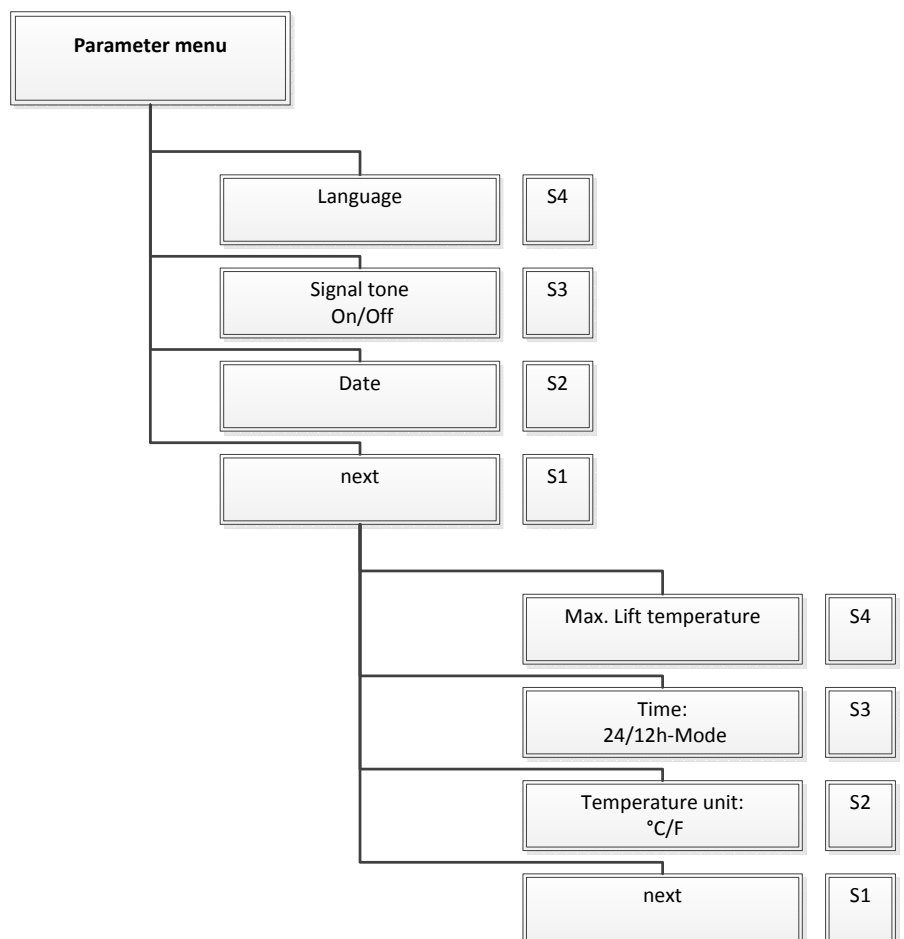 Parameter menu
Language
S4
Signal tone
On/Off
S3
Date
S2
next
S1
Max. Lift temperature
S4
Time:
24/12h-Mode
S3
Temperature unit:
°C/F
S2
next
S1